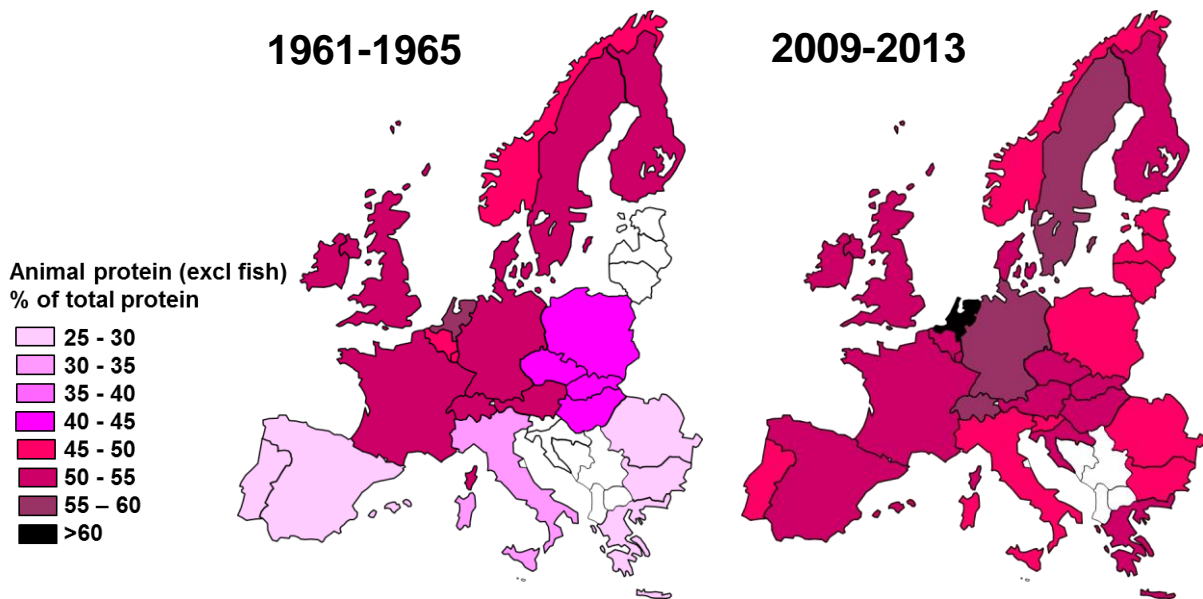 1961-1965
2009-2013
Animal protein (excl fish)
% of total protein
25 - 30
30 - 35
35 - 40
40 - 45
45 - 50
50 - 55
55 – 60
>60